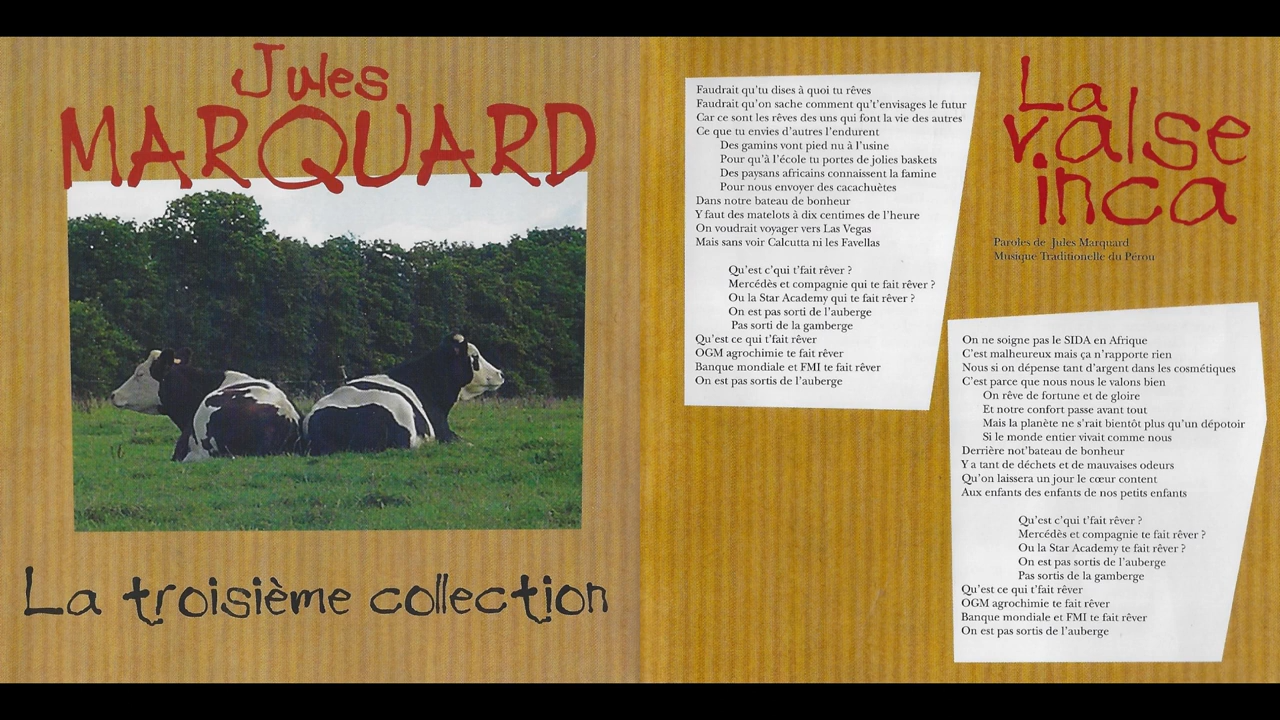 Jules
MARQUARD
La troisième collection
La
valse
inca
Paroles de Jules Marquard
Musique Traditionelle du Pérou
Faudrait qu'tu dises à quoi tu rêves
Faudrait qu'on sache comment qu't'envisages le futur
Car ce sont les rêves des uns qui font la vie des autres
Ce que tu envies d'autres l'endurent
Des gamins vont pied nu à l'usine
Pour qu'à l'école tu portes de jolies baskets
Des paysans africains connaissent la famine
Pour nous envoyer des cacachuètes
Dans notre bateau de bonheur
Y faut des matelots à dix centimes de l'heure
On voudrait voyager vers Las Vegas
Mais sans voir Calcutta ni les Favellas
Qu'est c'qui t'fait rêver ?
Mercédès et compagnie qui te fait rêver ?
Ou la Star Academy qui te fait rêver ?
On est pas sorti de l'auberge
Pas sorti de la gamberge
Qu'est ce qui t'fait rêver
OGM agrochimie te fait rêver
Banque mondiale et FMI te fait rêver
On est pas sortis de l'auberge
On ne soigne pas le SIDA en Afrique
C'est malheureux mais ça n'rapporte rien
Nous si on dépense tant d'argent dans les cosmétiques
C'est parce que nous nous le valons bien
On rêve de fortune et de gloire
Et notre confort passe avant tout
Mais la planète ne s'rait bientôt plus qu'un dépotoir
Si le monde entier vivait comme nous
Derrière not'bateau de bonheur
Y a tant de déchets et de mauvaises odeurs
Qu'on laissera un jour le cœur content
Aux enfants des enfants de nos petits enfants
Qu'est c'qui t'fait rêver ?
Mercédès et compagnie te fait rêver ?
Ou la Star Academy te fait rêver ?
On est pas sortis de l'auberge
Pas sortis de la gamberge
Qu'est ce qui t'fait rêver
OGM agrochimie te fait rêver
Banque mondiale et FMI te fait rêver
On est pas sortis de l'auberge